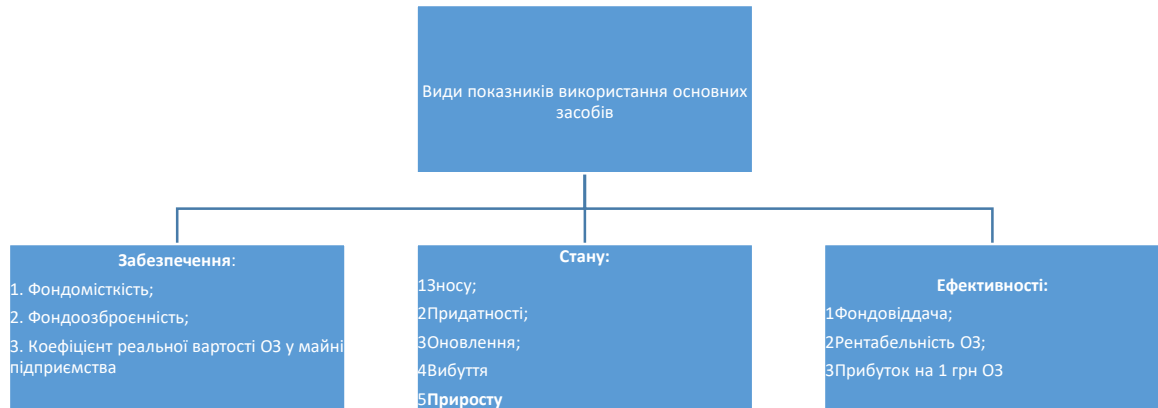 Види показників використання основних
засобів
Забезпечення:
1. Фондомісткість;
2. Фондоозброєнність;
3. Коефіцієнт реальної вартості ОЗ у майні
підприємства
Стану:
1Зносу;
2Придатності;
3Оновлення;
4Вибуття
5Приросту
Ефективності:
1Фондовіддача;
2Рентабельність ОЗ;
3Прибуток на 1 грн ОЗ